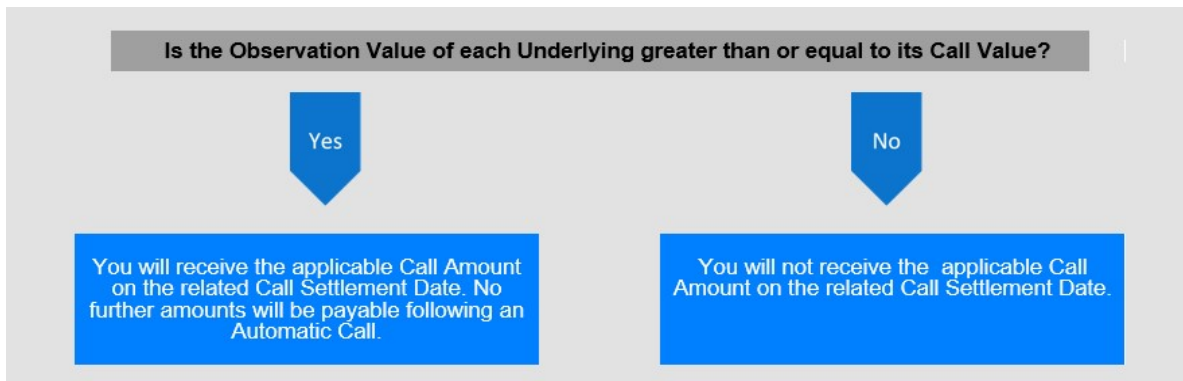 Is the Observation Value of each Underlying greater than or equal to its Call Value?
Yes
No
You will receive the applicable Call Amount
on the related Call Settlement Date. No
further amounts will be payable following an
Automatic Call.
You will not receive the  applicable Call
Amount on the related Call Settlement Date.